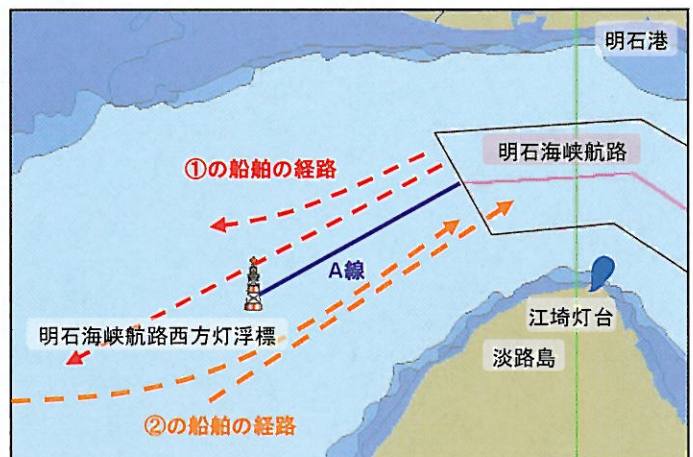 明石港
明石海峡航路
①の船舶の経路
A線
明石海峡航路西方灯浮標
江埼灯台
淡路島
②の船舶の経路